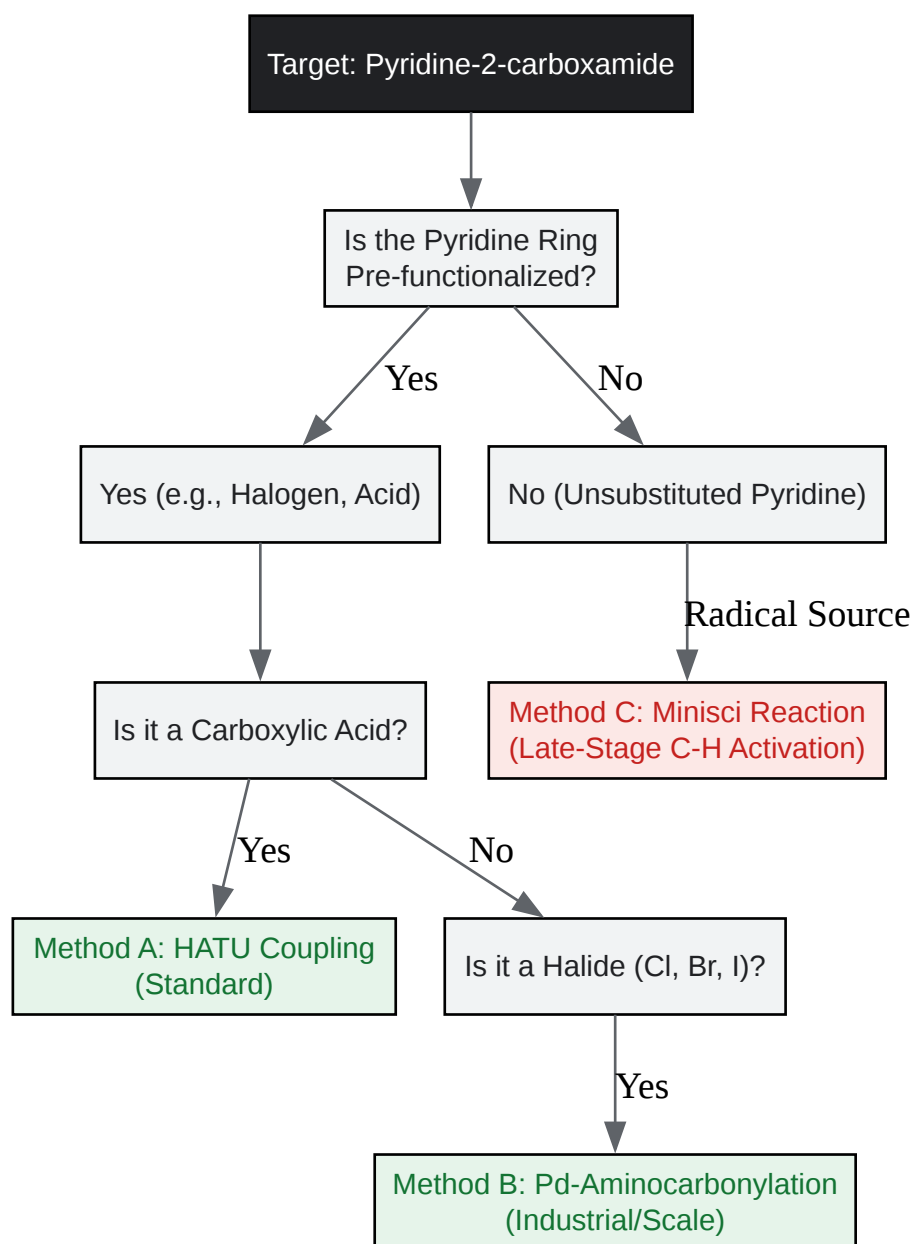 Target: Pyridine-2-carboxamide
Is the Pyridine Ring
Pre-functionalized?
Yes
No
Yes (e.g., Halogen, Acid)
No (Unsubstituted Pyridine)
Radical Source
Is it a Carboxylic Acid?
Method C: Minisci Reaction
(Late-Stage C-H Activation)
Yes
No
Method A: HATU Coupling
(Standard)
Is it a Halide (Cl, Br, I)?
Yes
Method B: Pd-Aminocarbonylation
(Industrial/Scale)